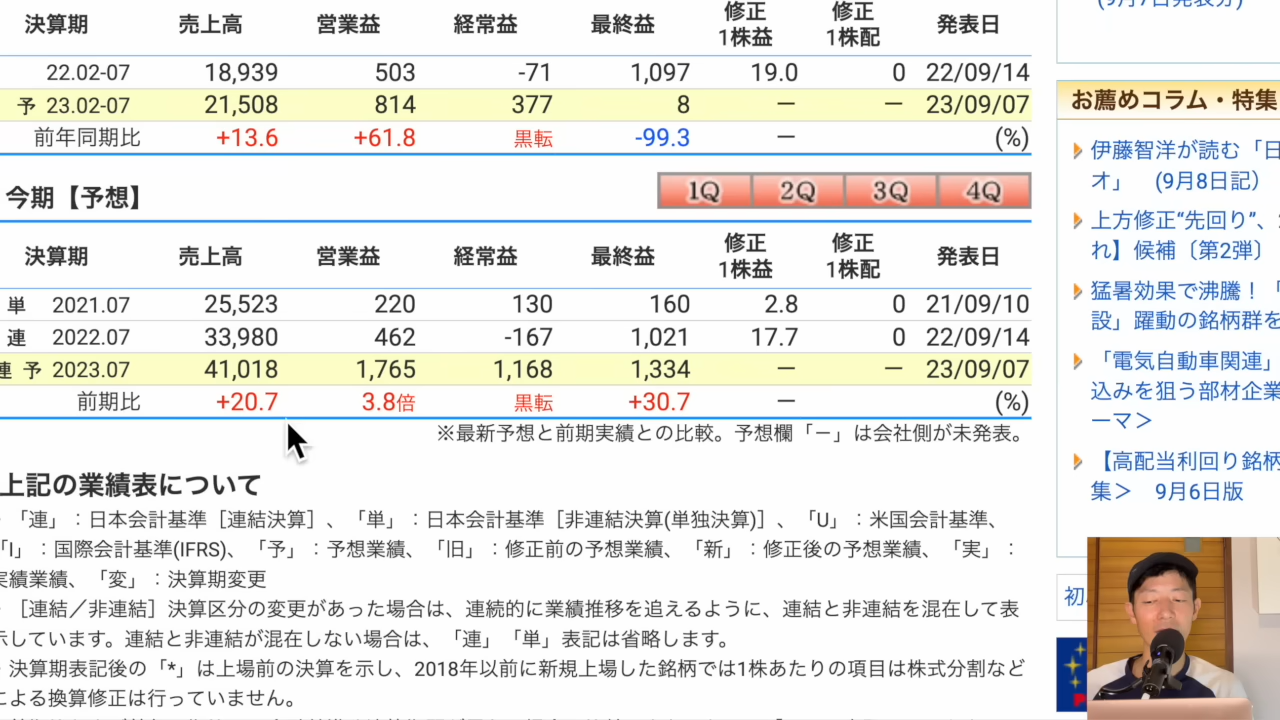 決算期 売上高 営業益 経常益 最終益 修正1株益 修正1株配 発表日
22.02-07 18,939 503 -71 1,097 19.0 0 22/09/14
予 23.02-07 21,508 814 377 8 － － 23/09/07
前年同期比 +13.6 +61.8 黒転 -99.3 － (%)
今期【予想】
1Q 2Q 3Q 4Q
決算期 売上高 営業益 経常益 最終益 修正1株益 修正1株配 発表日
単 2021.07 25,523 220 130 160 2.8 0 21/09/10
連 2022.07 33,980 462 -167 1,021 17.7 0 22/09/14
連 予 2023.07 41,018 1,765 1,168 1,334 － － 23/09/07
前期比 +20.7 3.8倍 黒転 +30.7 － (%)
※最新予想と前期実績との比較。予想欄「－」は会社側が未発表。
上記の業績表について
・「連」：日本会計基準［連結決算］、「単」：日本会計基準［非連結決算(単独決算)］、「U」：米国会計基準、
「I」：国際会計基準(IFRS)、「予」：予想業績、「旧」：修正前の予想業績、「新」：修正後の予想業績、「実」：
実績業績、「変」：決算期変更
・［連結／非連結］決算区分の変更があった場合は、連続的に業績推移を追えるように、連結と非連結を混在して表
示しています。連結と非連結が混在しない場合は、「連」「単」表記は省略します。
・決算期表記後の「*」は上場前の決算を示し、2018年以前に新規上場した銘柄では1株あたりの項目は株式分割など
による換算修正は行っていません。
(9月7日発表分)
お薦めコラム・特集
伊藤智洋が読む「日
オ」 (9月8日記)
上方修正“先回り”、
れ】候補〔第2弾〕
猛暑効果で沸騰！「
設」躍動の銘柄群を
「電気自動車関連」
込みを狙う部材企業
ーマ＞
【高配当利回り銘柄
集＞ 9月6日版
初